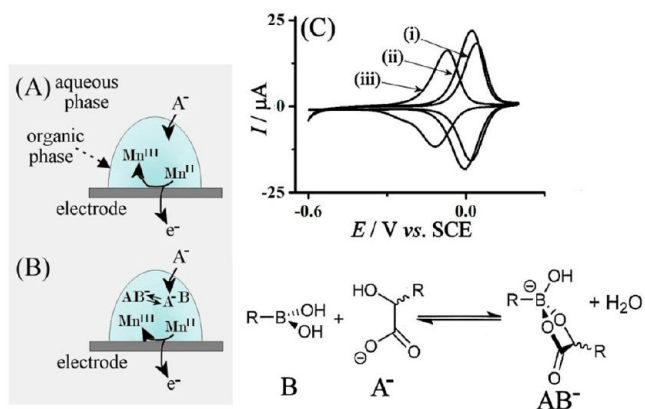 (A)
aqueous
phase
A⁻
organic
phase
Mn^III
Mn^II
electrode
e⁻
(B)
A⁻
AB⁻
A⁻
B
Mn^III
Mn^II
electrode
e⁻
(C)
25
0
-25
I / μA
(i)
(ii)
(iii)
-0.6
0.0
E / V vs. SCE
R-B
OH
OH
+
HO
R
⊖O
O
⊖
OH
R-B
O
O
O
R
+ H₂O
B
A⁻
AB⁻